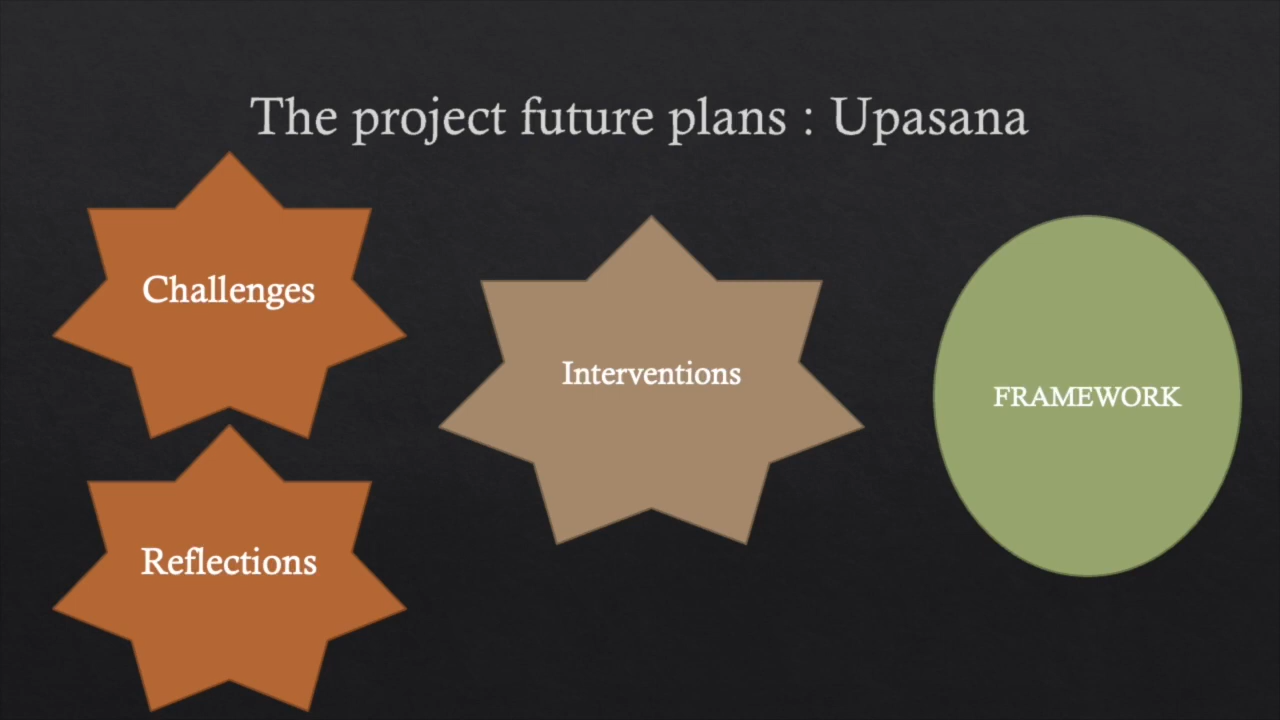 The project future plans : Upasana
Challenges
Interventions
FRAMEWORK
Reflections